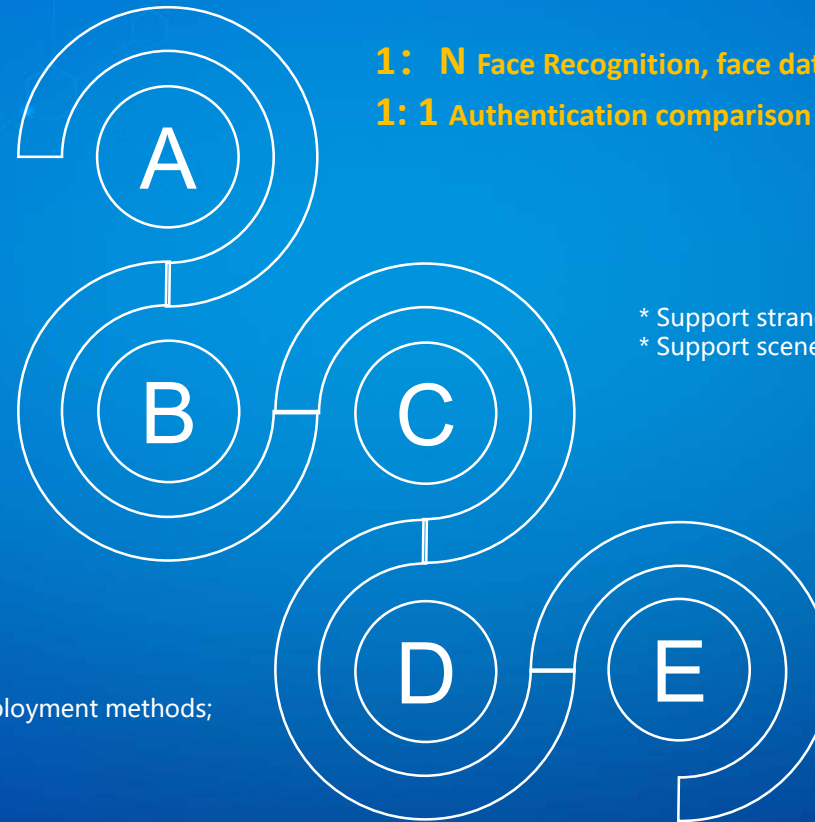 1： N Face Recognition, face dat
1: 1 Authentication comparison
A
* Support stran
* Support scene
B
C
D
E
ployment methods;